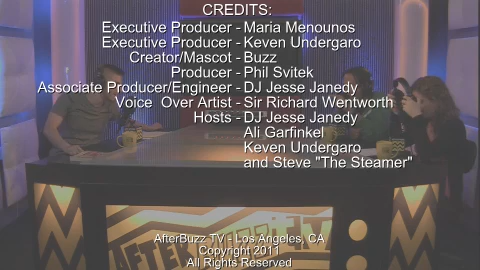 CREDITS:
Executive Producer - Maria Menounos
Executive Producer - Keven Undergaro
Creator/Mascot - Buzz
Producer - Phil Svitek
Associate Producer/Engineer - DJ Jesse Janedy
Voice Over Artist - Sir Richard Wentworth
Hosts - DJ Jesse Janedy
Ali Garfinkel
Keven Undergaro
and Steve "The Steamer"
AfterBuzz TV - Los Angeles, CA
Copyright 2011
All Rights Reserved